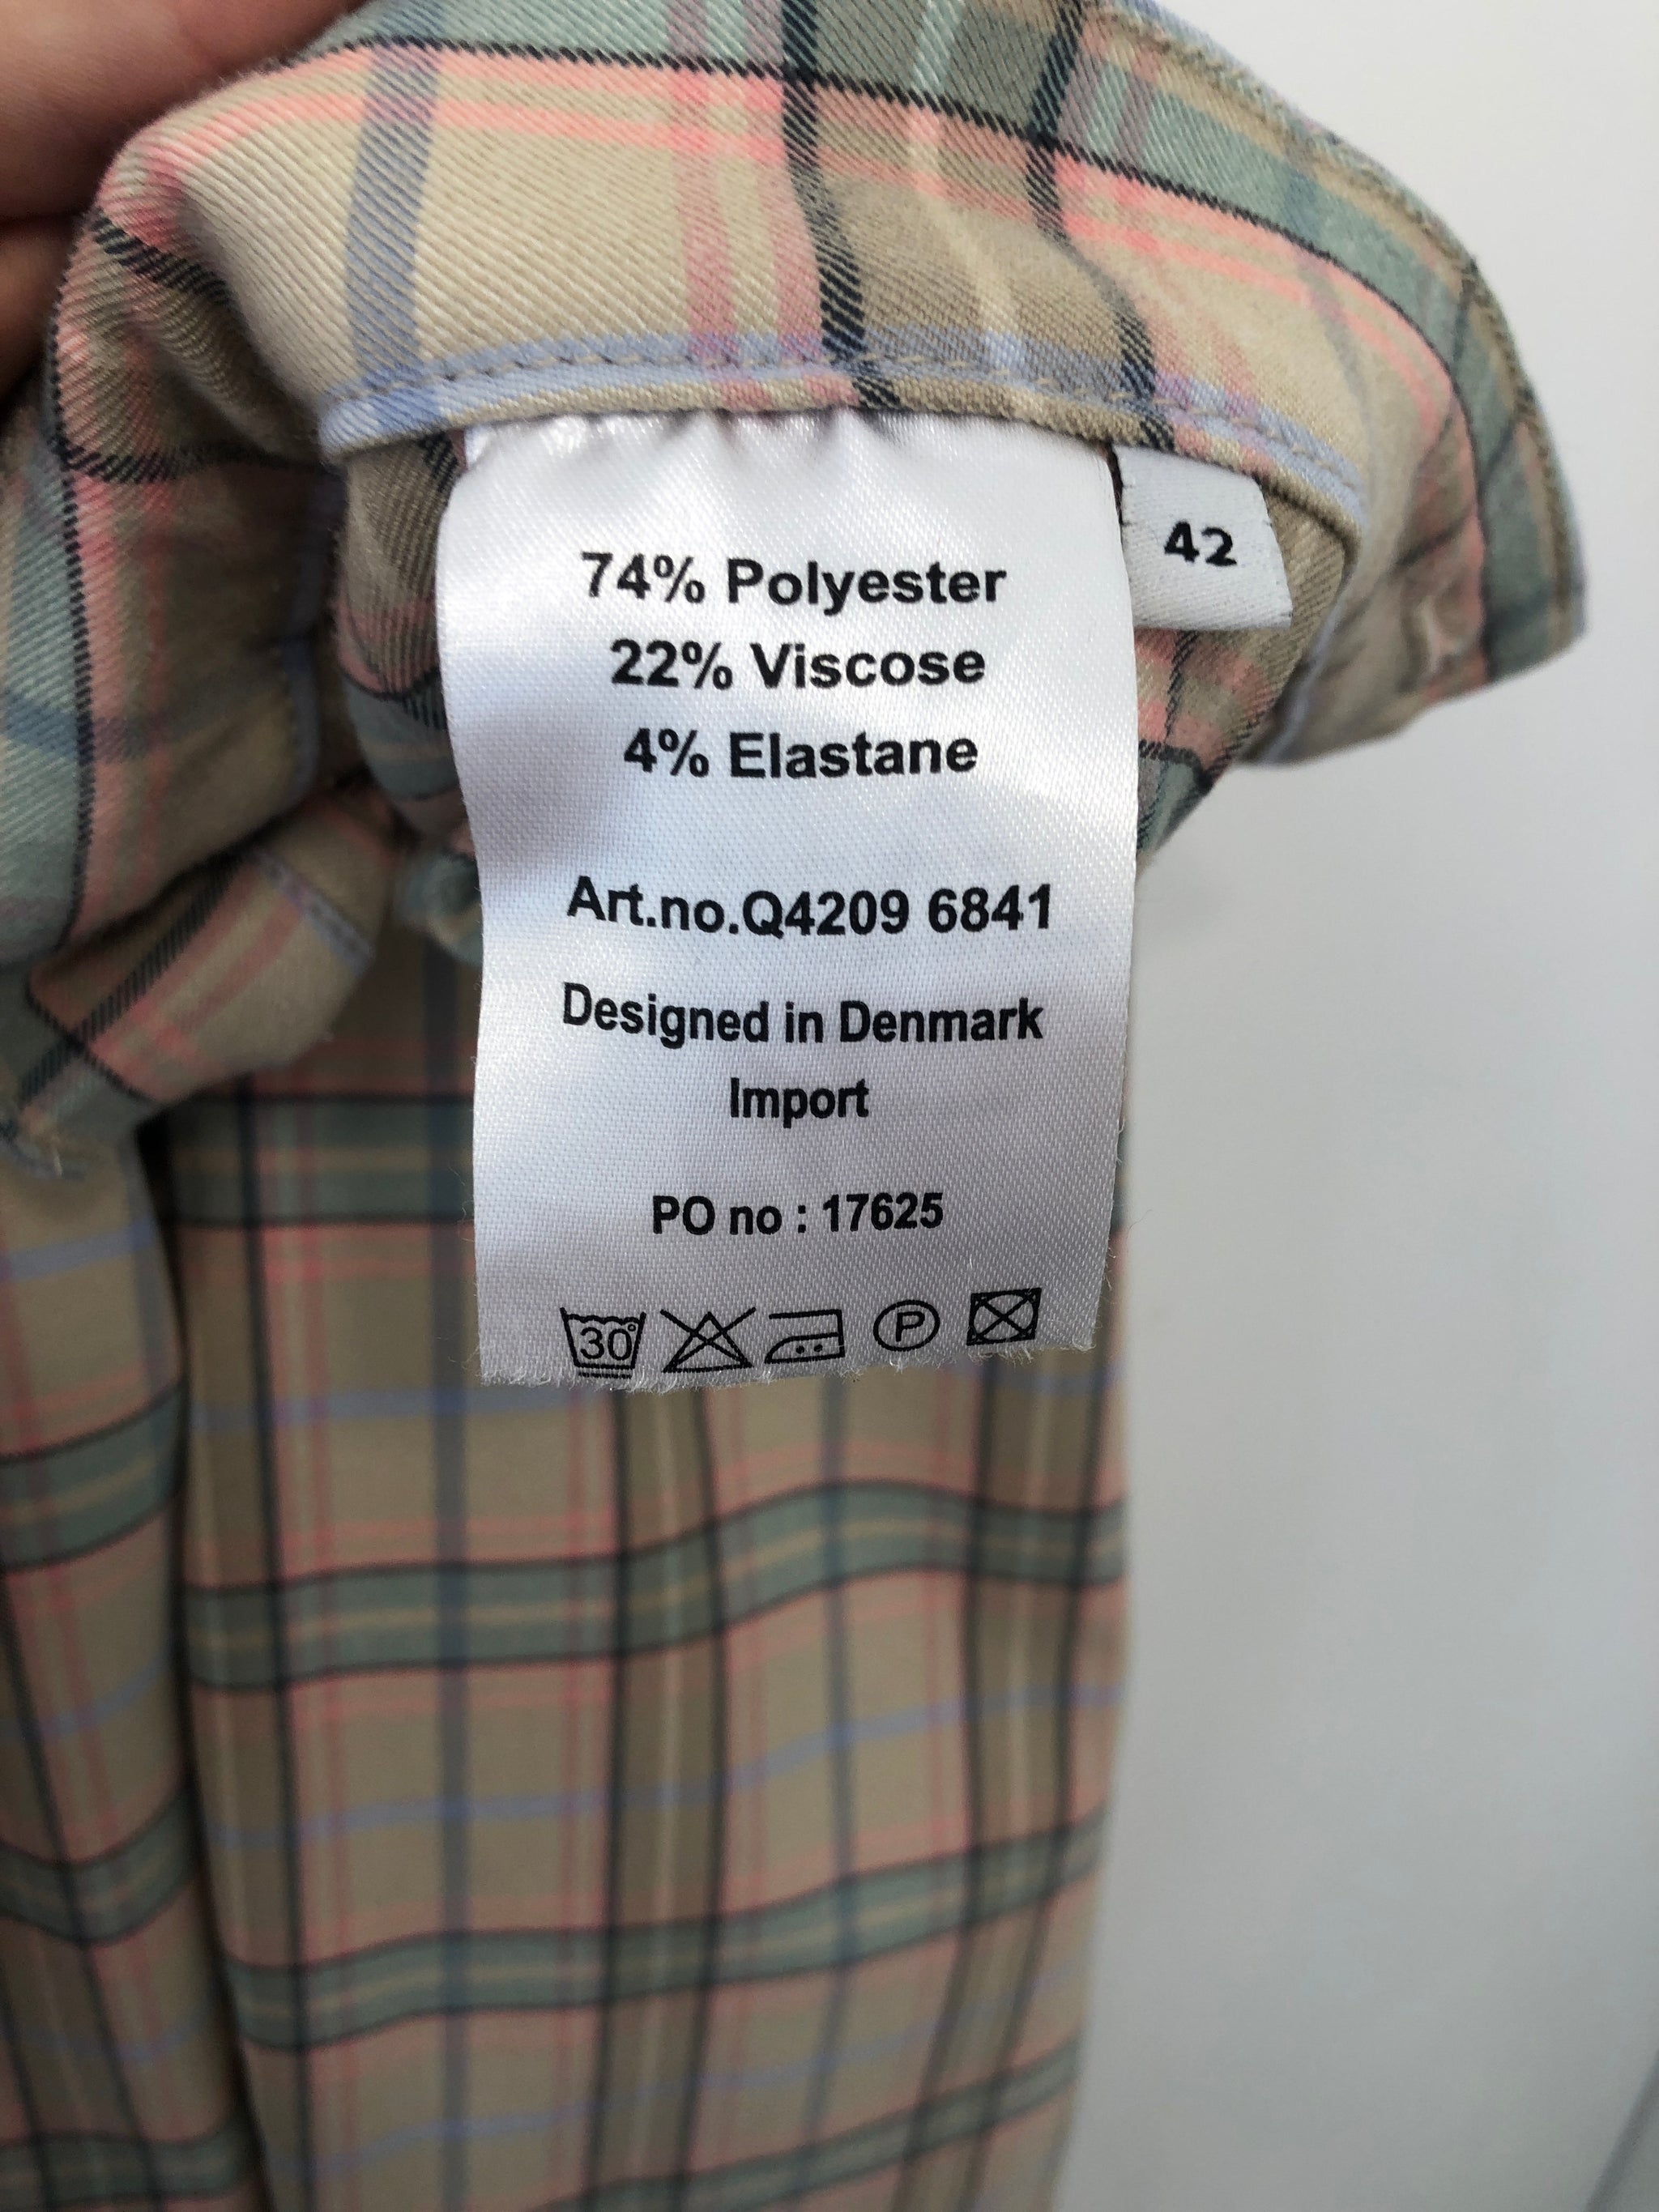 74% Polyester
22% Viscose
4% Elastane
Art.no.Q4209 6841
Designed in Denmark
Import
PO no : 17625
30° P
42